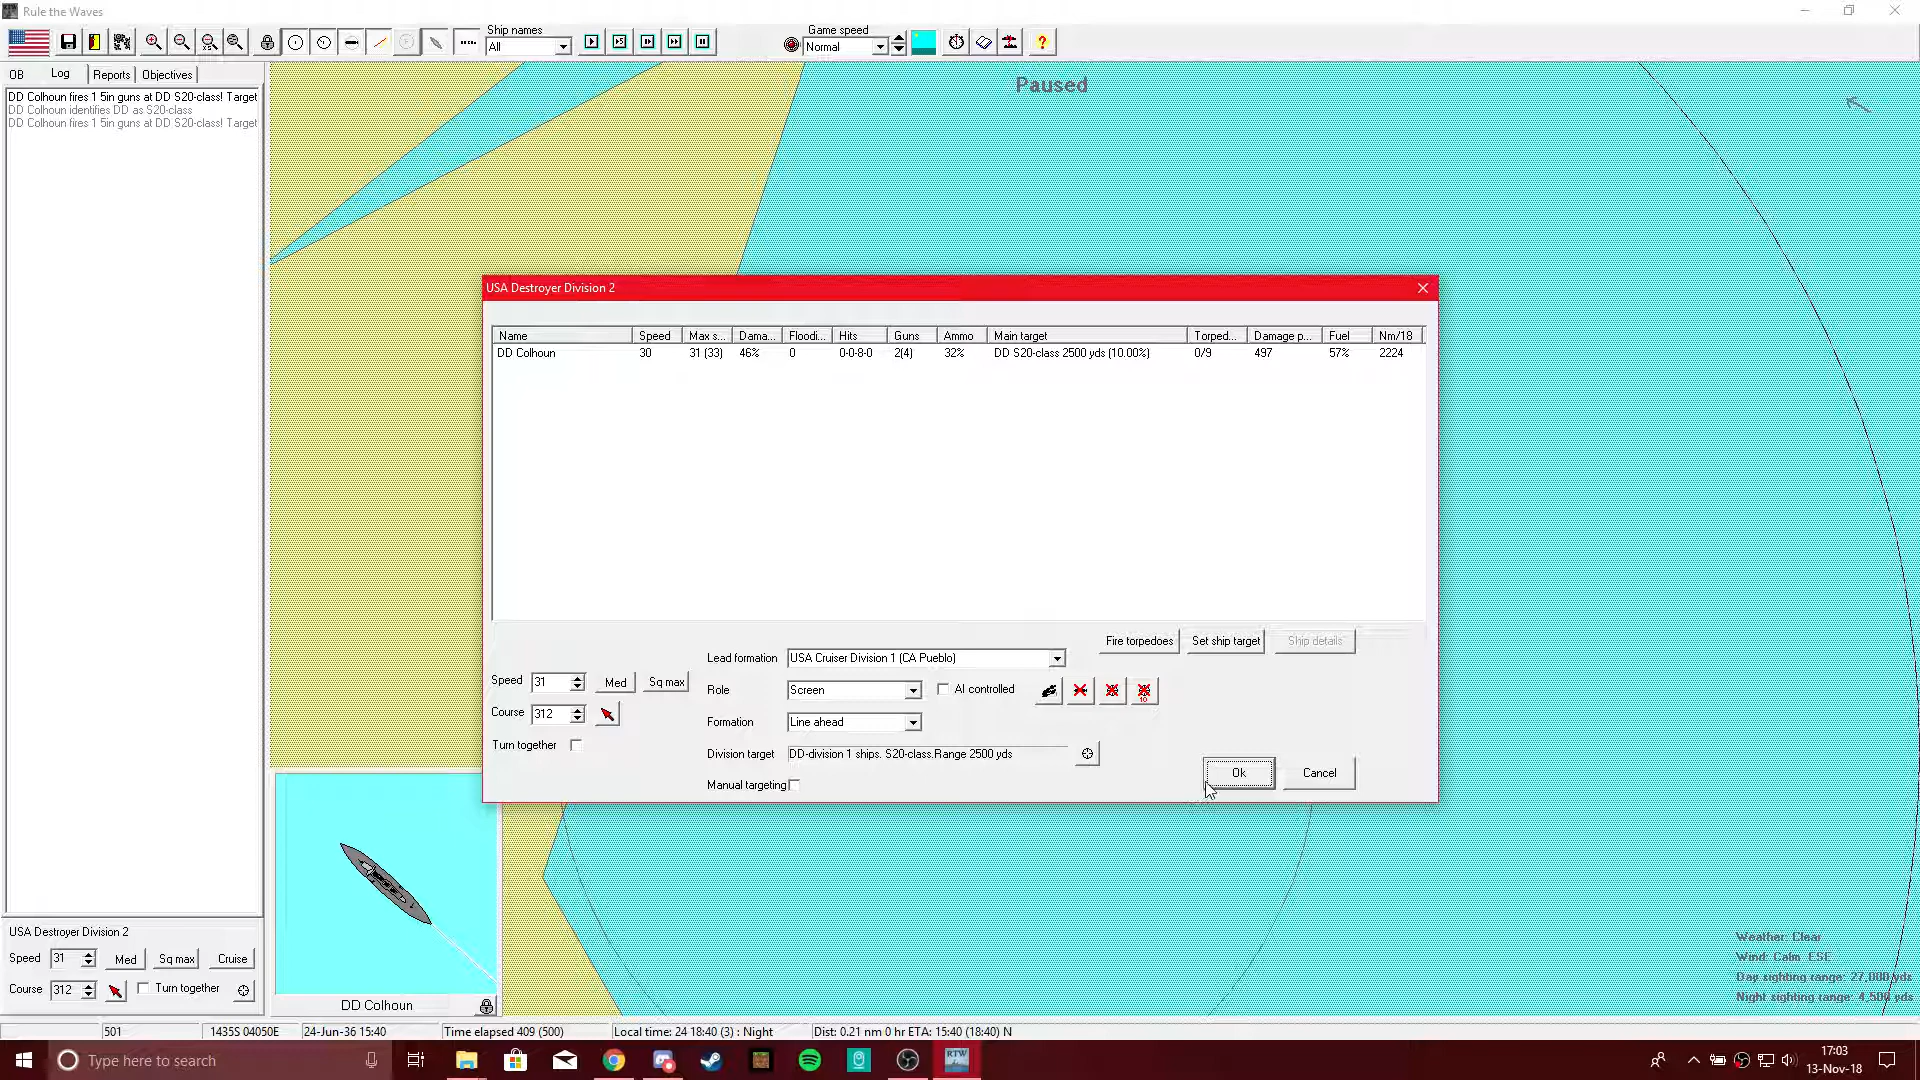 Rule the Waves
Ship names
All
Game speed
Normal
OB
Log
Reports
Objectives
DD Colhoun fires 1 5in guns at DD S20-class! Target
DD Colhoun identifies DD as S20-class
DD Colhoun fires 1 5in guns at DD S20-class! Target
Paused
USA Destroyer Division 2
Name Speed Max s... Dama... Floodi... Hits Guns Ammo Main target Torped... Damage p... Fuel Nm/18
DD Colhoun 30 31 (33) 46% 0 0-0-8-0 2(4) 32% DD S20-class 2500 yds (10.00%) 0/9 497 57% 2224
Fire torpedoes
Set ship target
Ship details
Lead formation USA Cruiser Division 1 (CA Pueblo)
Speed 31 Med Sq max
Role Screen
AI controlled
10
Course 312
Formation Line ahead
Turn together
Division target DD-division 1 ships. S20-class.Range 2500 yds
Manual targeting
Ok
Cancel
USA Destroyer Division 2
Speed 31 Med Sq max Cruise
Course 312 Turn together
DD Colhoun
Weather: Clear
Wind: Calm ESE
Day sighting range: 27,000 yds
Night sighting range: 4,500 yds
501 1435S 04050E 24-Jun-36 15:40 Time elapsed 409 (500) Local time: 24 18:40 (3) : Night Dist: 0.21 nm 0 hr ETA: 15:40 (18:40) N
Type here to search
RTW
17:03
13-Nov-18